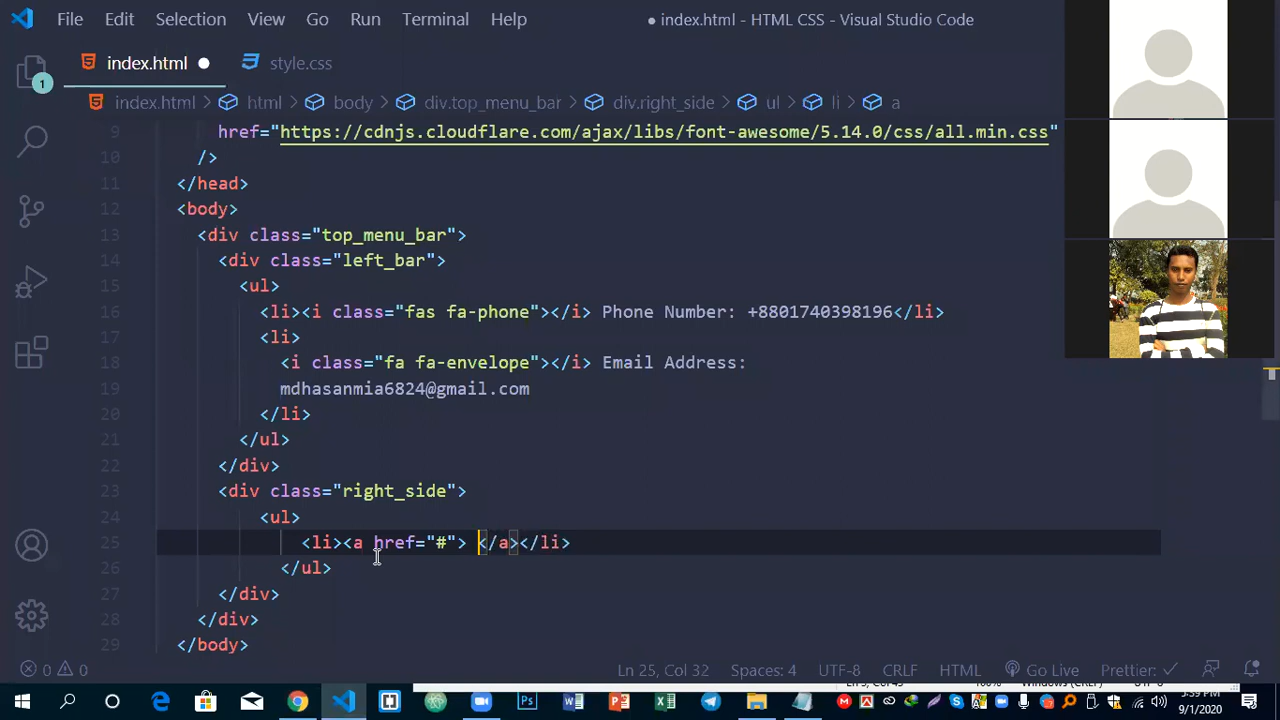 File Edit Selection View Go Run Terminal Help ● index.html - HTML CSS - Visual Studio Code
index.html ● style.css
index.html > html > body > div.top_menu_bar > div.right_side > ul > li > a
1
9 href="https://cdnjs.cloudflare.com/ajax/libs/font-awesome/5.14.0/css/all.min.css"
10 />
11 </head>
12 <body>
13 <div class="top_menu_bar">
14 <div class="left_bar">
15 <ul>
16 <li><i class="fas fa-phone"></i> Phone Number: +8801740398196</li>
17 <li>
18 <i class="fa fa-envelope"></i> Email Address:
19 mdhasanmia6824@gmail.com
20 </li>
21 </ul>
22 </div>
23 <div class="right_side">
24 <ul>
25 <li><a href="#"> </a></li>
26 </ul>
27 </div>
28 </div>
29 </body>
0 0 Ln 25, Col 32 Spaces: 4 UTF-8 CRLF HTML Go Live Prettier: ✓
9/1/2020